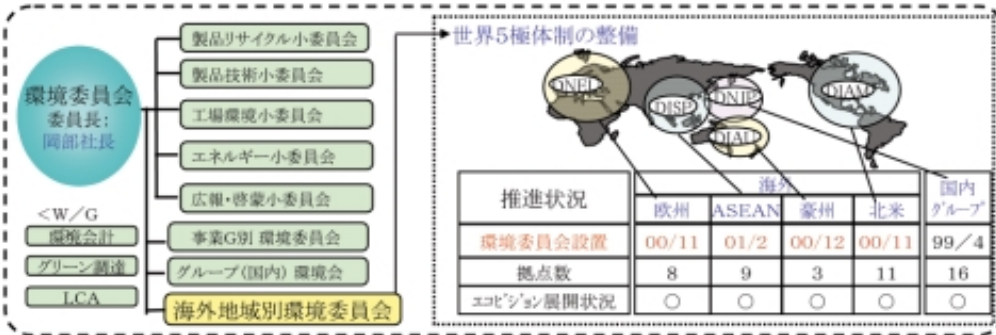 環境委員会
委員長:
岡部社長
<W/G
環境会計
グリーン調達
LCA
製品リサイクル小委員会
製品技術小委員会
工場環境小委員会
エネルギー小委員会
広報・啓蒙小委員会
事業G別 環境委員会
グループ(国内) 環境会
海外地域別環境委員会
世界5極体制の整備
DNEU
DISP
DNJP
DIAU
DIAM
推進状況 海外 国内グループ
欧州 ASEAN 豪州 北米
環境委員会設置 00/11 01/2 00/12 00/11 99/4
拠点数 8 9 3 11 16
エコビジョン展開状況 ○ ○ ○ ○ ○